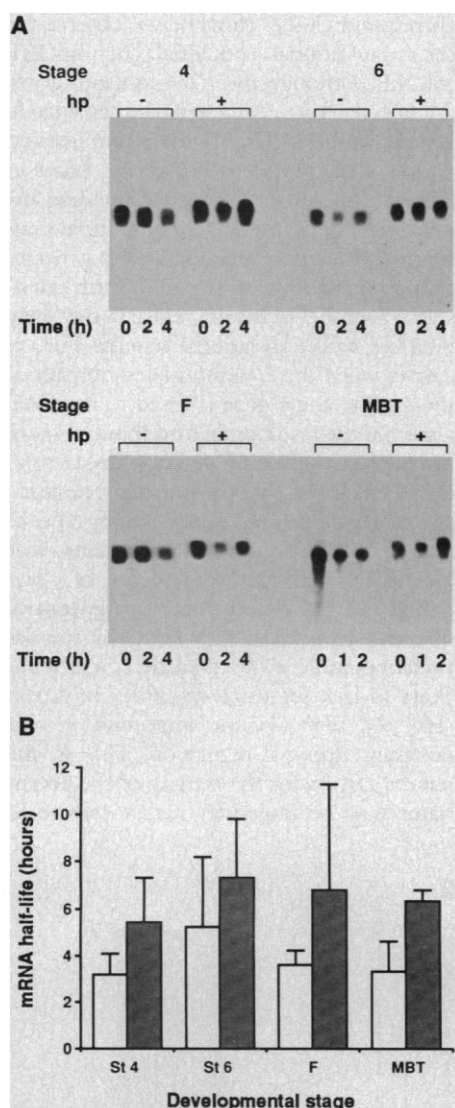 A
Stage 4 6
hp - + - +
Time (h) 0 2 4 0 2 4 0 2 4 0 2 4
Stage F MBT
hp - + - +
Time (h) 0 2 4 0 2 4 0 1 2 0 1 2
B
mRNA half-life (hours)
12
10
8
6
4
2
0
St 4 St 6 F MBT
Developmental stage